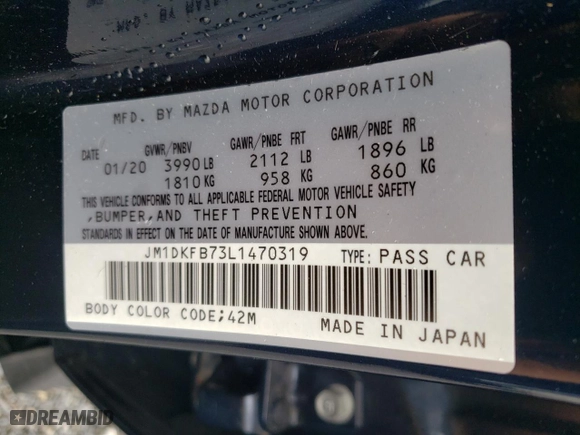 MFD. BY MAZDA MOTOR CORPORATION
DATE GVWR/PNBV GAWR/PNBE FRT GAWR/PNBE RR
01/20 3990 LB 2112 LB 1896 LB
1810 KG 958 KG 860 KG
THIS VEHICLE CONFORMS TO ALL APPLICABLE FEDERAL MOTOR VEHICLE SAFETY
,BUMPER,AND THEFT PREVENTION
STANDARDS IN EFFECT ON THE DATE OF MANUFACTURE SHOWN ABOVE.
JM1DKFB73L1470319 TYPE: PASS CAR
BODY COLOR CODE;42M
MADE IN JAPAN
DREAMBID